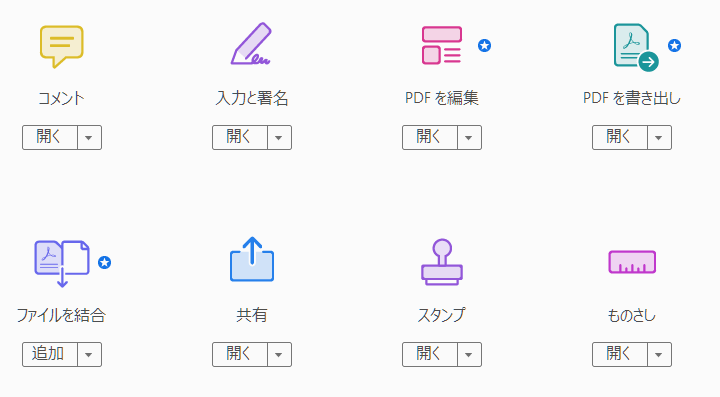 コメント
入力と署名
PDF を編集
PDF を書き出し
開く
開く
開く
開く
ファイルを結合
共有
スタンプ
ものさし
追加
開く
開く
開く